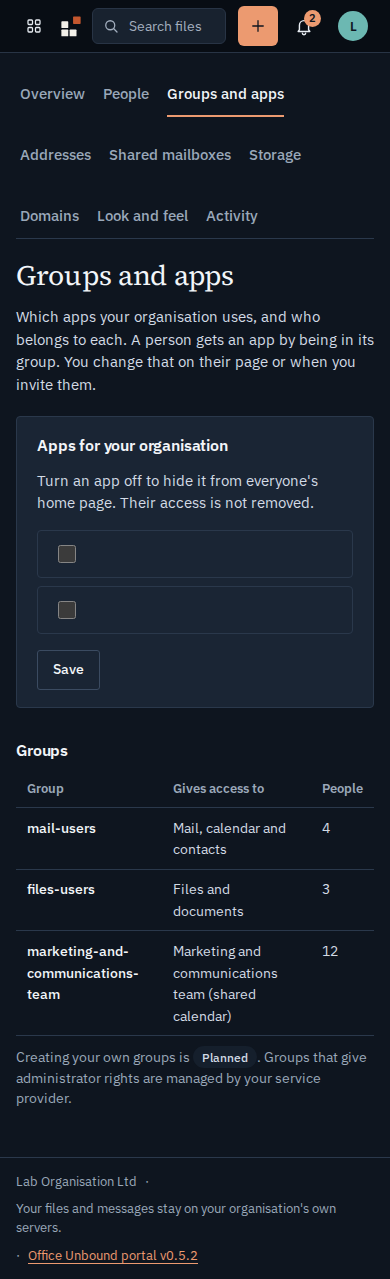 Search files
2
L
Overview People Groups and apps
Addresses Shared mailboxes Storage
Domains Look and feel Activity
Groups and apps
Which apps your organisation uses, and who
belongs to each. A person gets an app by being in its
group. You change that on their page or when you
invite them.
Apps for your organisation
Turn an app off to hide it from everyone's
home page. Their access is not removed.
Save
Groups
Group Gives access to People
mail-users Mail, calendar and 4
contacts
files-users Files and 3
documents
marketing-and- Marketing and 12
communications- communications
team team (shared
calendar)
Creating your own groups is Planned . Groups that give
administrator rights are managed by your service
provider.
Lab Organisation Ltd ·
Your files and messages stay on your organisation's own
servers.
· Office Unbound portal v0.5.2